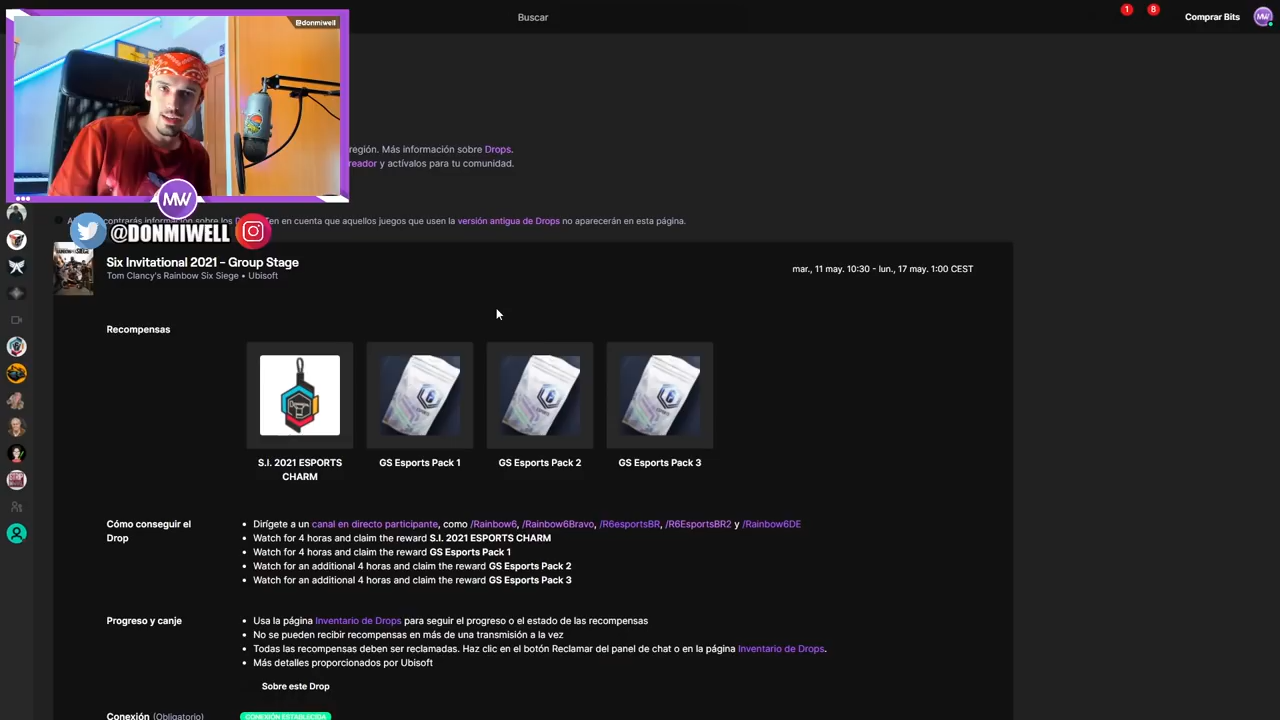 @donmiwell
Buscar
1
8
Comprar Bits
MW
región. Más información sobre Drops.
reador y actívalos para tu comunidad.
MW
contrarás información sobre los D Ten en cuenta que aquellos juegos que usen la versión antigua de Drops no aparecerán en esta página.
@DONMIWELL
Six Invitational 2021 - Group Stage
Tom Clancy's Rainbow Six Siege • Ubisoft
mar., 11 may. 10:30 - lun., 17 may. 1:00 CEST
Recompensas
S.I. 2021 ESPORTS
CHARM
GS Esports Pack 1
GS Esports Pack 2
GS Esports Pack 3
Cómo conseguir el
Drop
• Dirígete a un canal en directo participante, como /Rainbow6, /Rainbow6Bravo, /R6esportsBR, /R6EsportsBR2 y /Rainbow6DE
• Watch for 4 horas and claim the reward S.I. 2021 ESPORTS CHARM
• Watch for 4 horas and claim the reward GS Esports Pack 1
• Watch for an additional 4 horas and claim the reward GS Esports Pack 2
• Watch for an additional 4 horas and claim the reward GS Esports Pack 3
Progreso y canje
• Usa la página Inventario de Drops para seguir el progreso o el estado de las recompensas
• No se pueden recibir recompensas en más de una transmisión a la vez
• Todas las recompensas deben ser reclamadas. Haz clic en el botón Reclamar del panel de chat o en la página Inventario de Drops.
• Más detalles proporcionados por Ubisoft
Sobre este Drop
Conexión (Obligatorio)
CONEXIÓN ESTABLECIDA